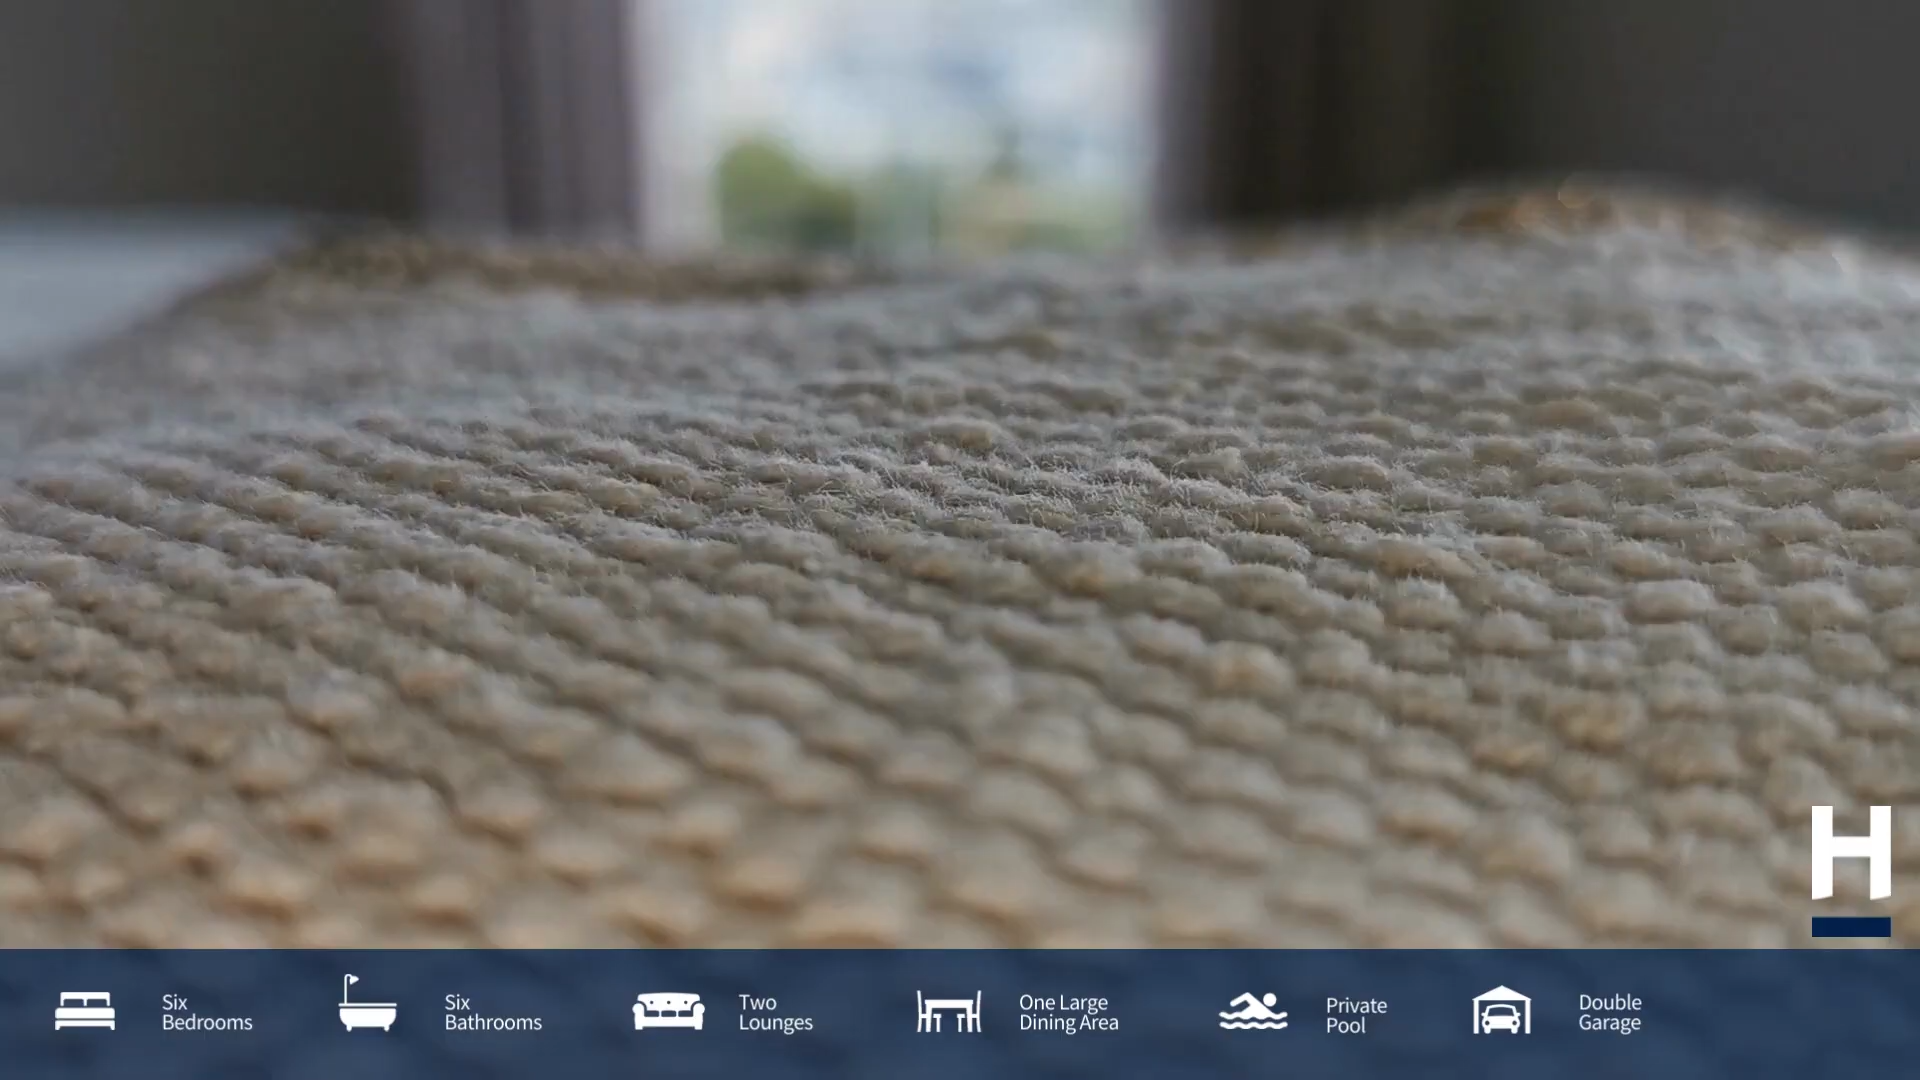 H
Six
Bedrooms
Six
Bathrooms
Two
Lounges
One Large
Dining Area
Private
Pool
Double
Garage